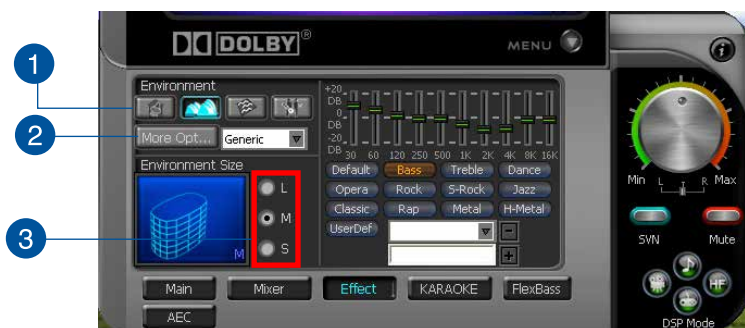 DOLBY®
MENU
i
1
Environment
2
More Opt... Generic
Environment Size
L
M
S
M
3
+20
DB
0
DB
-20
DB
30 60 120 250 500 1K 2K 4K 8K 16K
Default Bass Treble Dance
Opera Rock S-Rock Jazz
Classic Rap Metal H-Metal
UserDef
Main Mixer Effect KARAOKE FlexBass
AEC
Min L R Max
SVN Mute
HF
DSP Mode